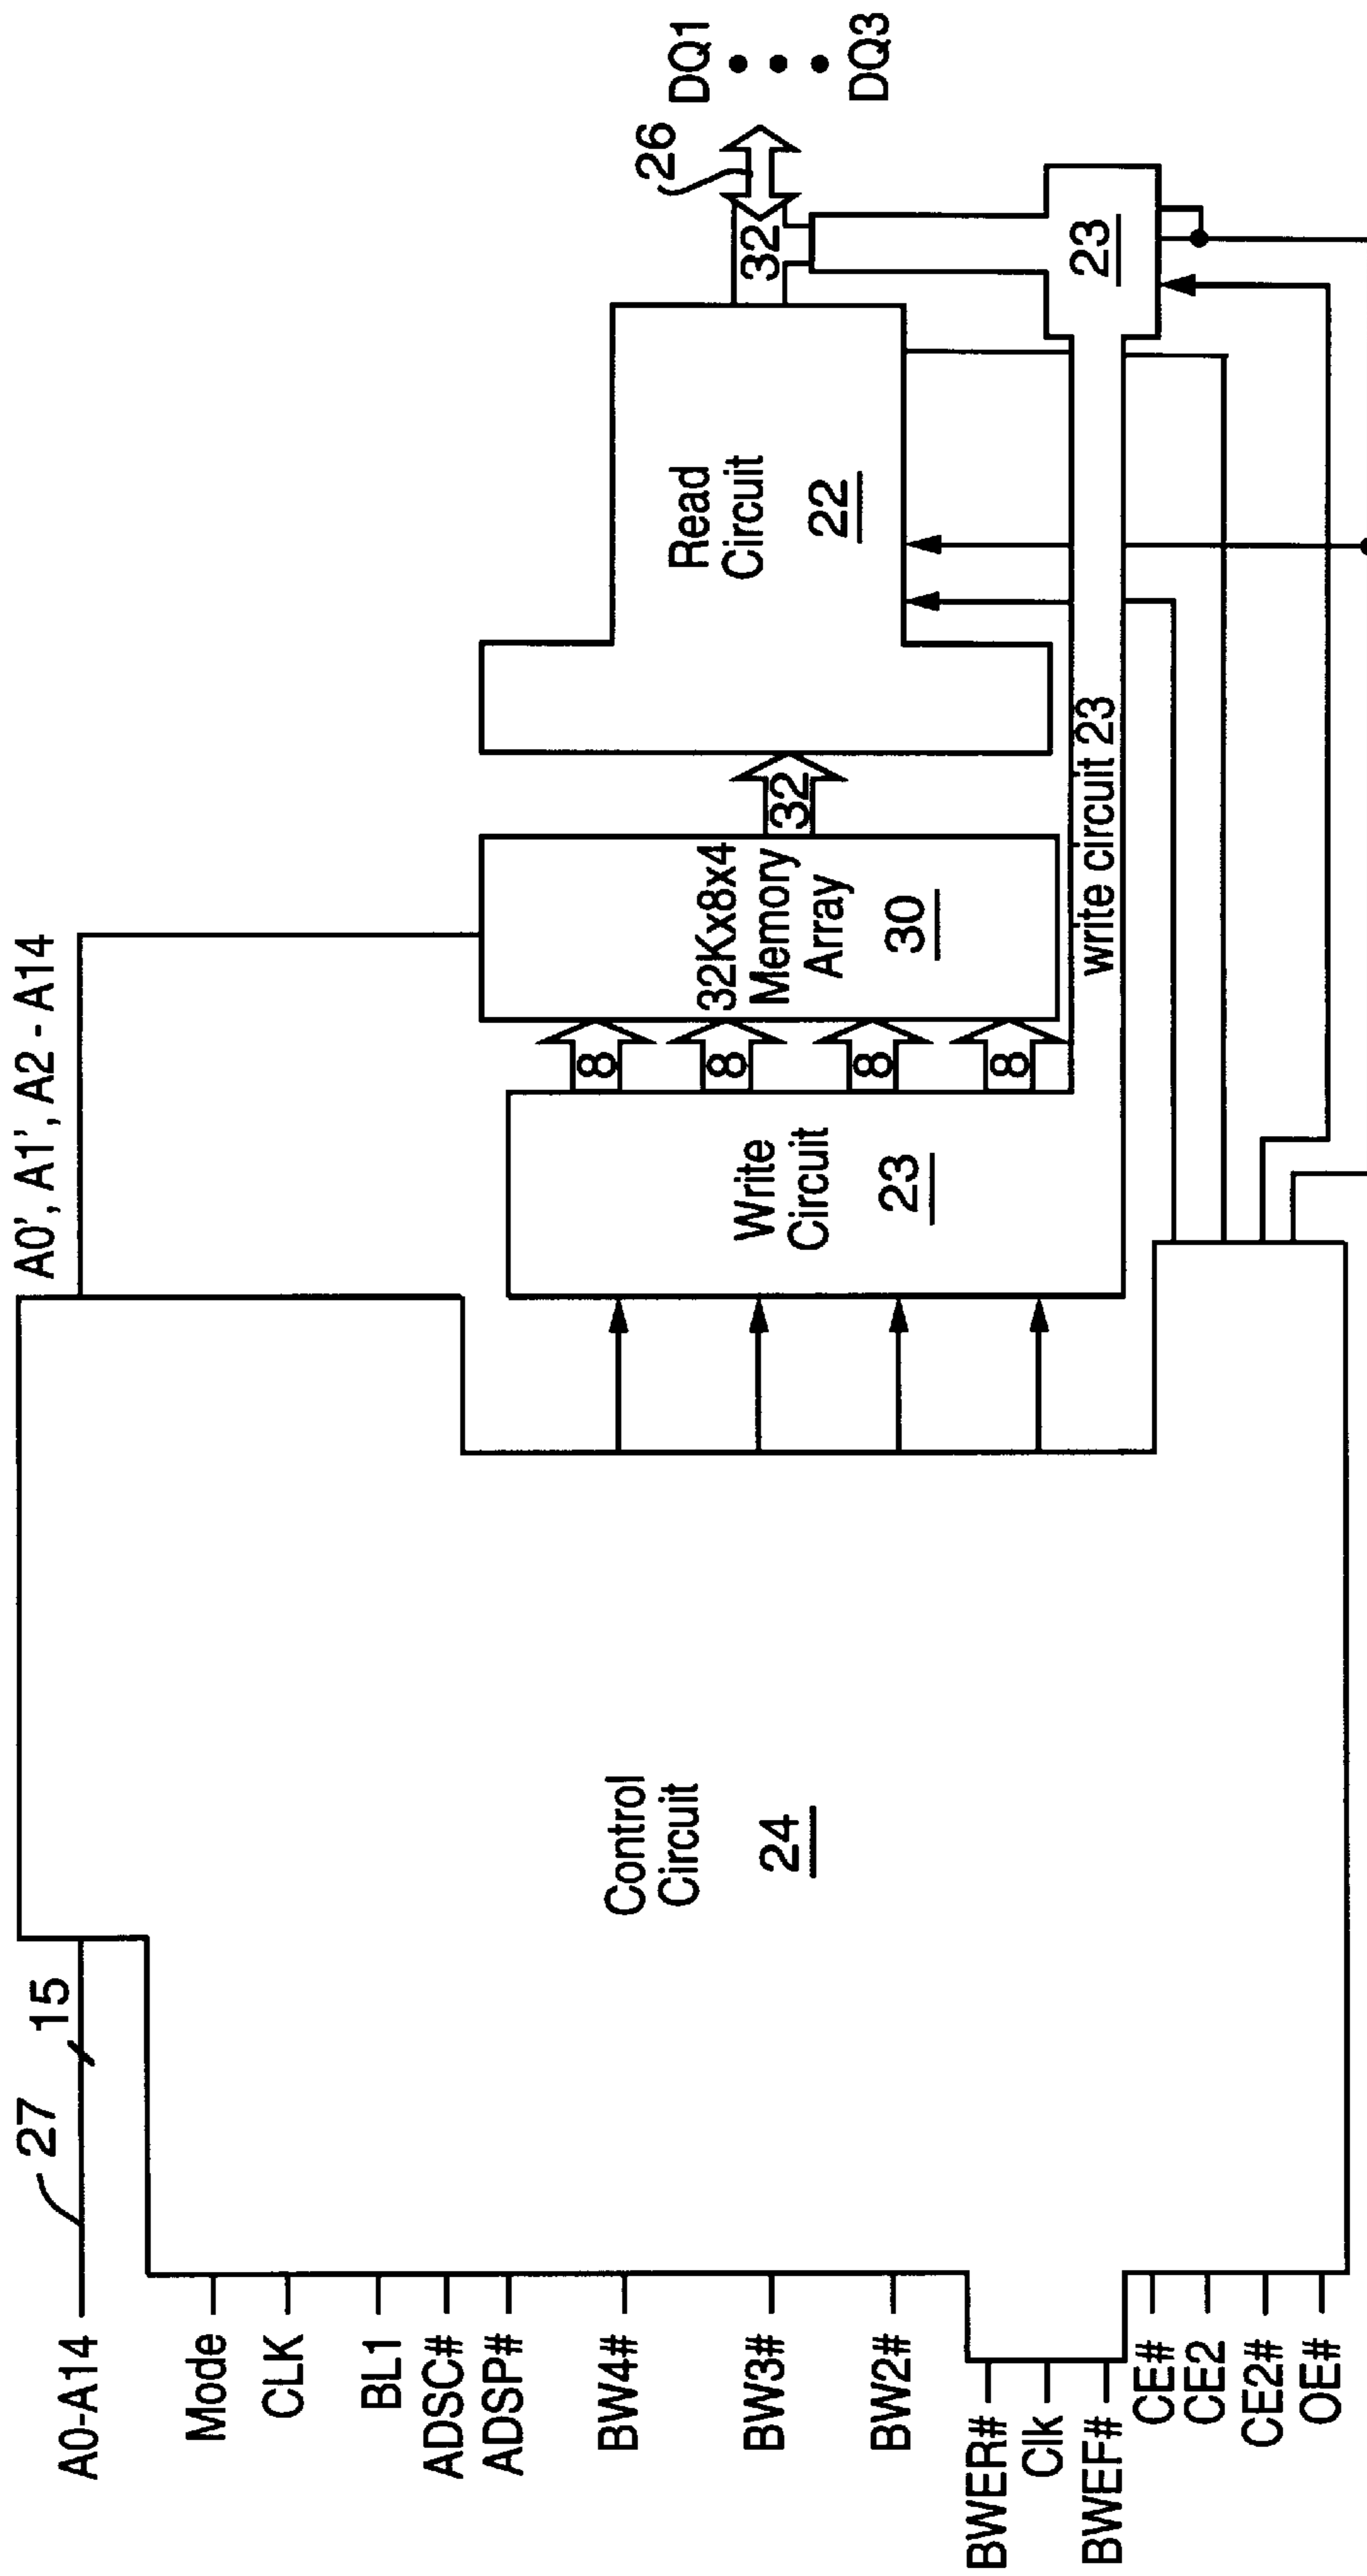 A0-A14
27
15
A0', A1', A2 - A14
Mode
CLK
BL1
ADSC#
ADSP#
BW4#
BW3#
BW2#
BWER#
Clk
BWEF#
CE#
CE2
CE2#
OE#
Control
Circuit
24
Write
Circuit
23
8
8
8
8
32Kx8x4
Memory
Array
30
32
write circuit 23
Read
Circuit
22
32
26
DQ1
DQ3
23